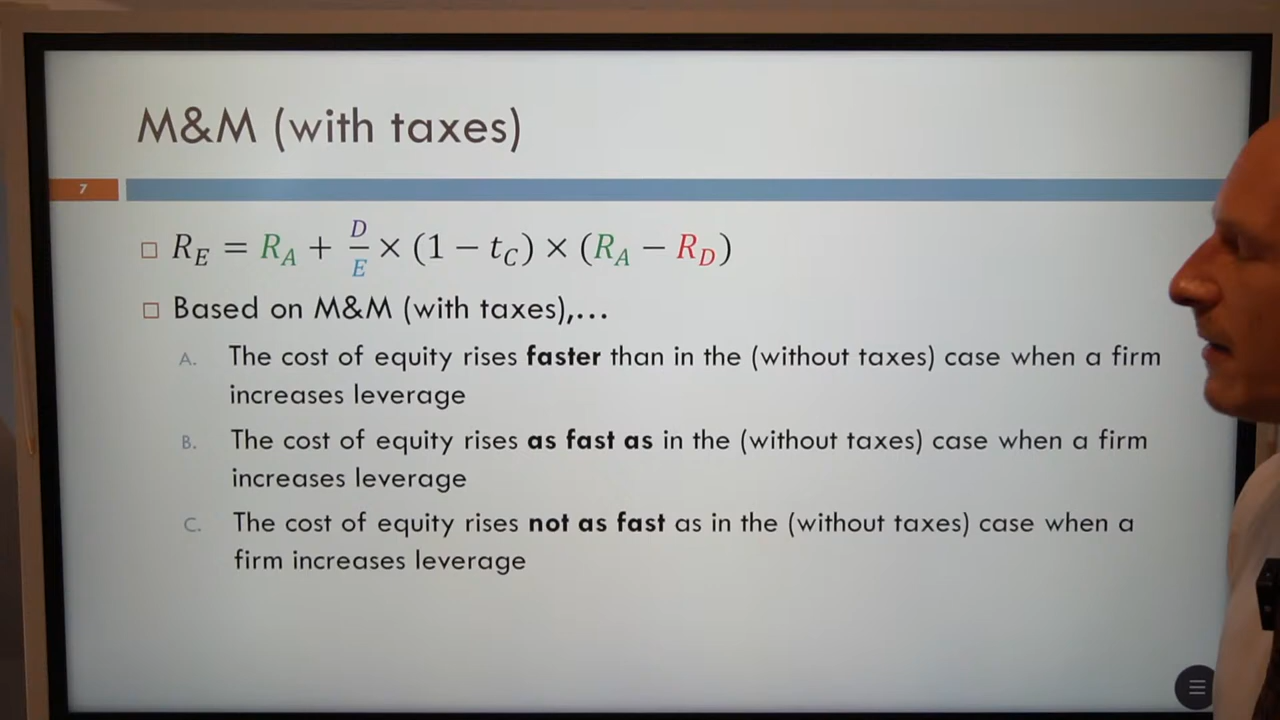 M&M (with taxes)
7
R_E = R_A + D/E × (1 − t_C) × (R_A − R_D)
Based on M&M (with taxes),...
A. The cost of equity rises faster than in the (without taxes) case when a firm
increases leverage
B. The cost of equity rises as fast as in the (without taxes) case when a firm
increases leverage
C. The cost of equity rises not as fast as in the (without taxes) case when a
firm increases leverage